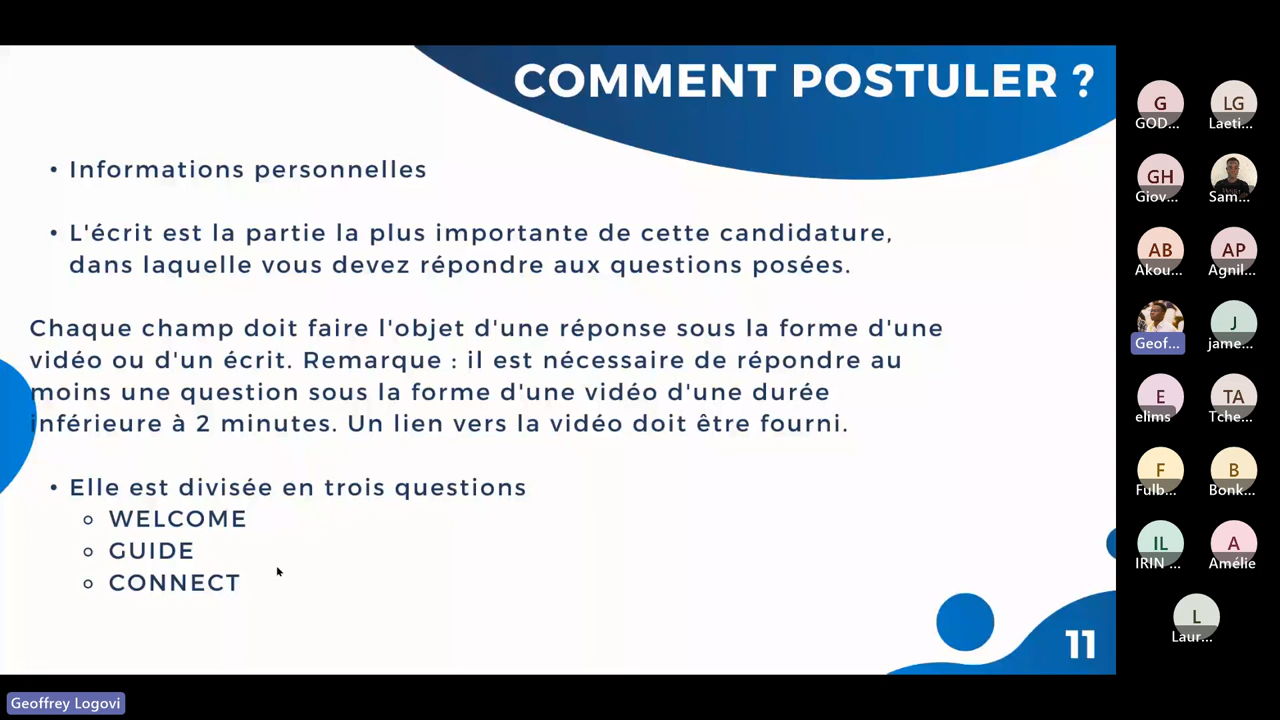 COMMENT POSTULER ?
• Informations personnelles
• L'écrit est la partie la plus importante de cette candidature,
dans laquelle vous devez répondre aux questions posées.
Chaque champ doit faire l'objet d'une réponse sous la forme d'une
vidéo ou d'un écrit. Remarque : il est nécessaire de répondre au
moins une question sous la forme d'une vidéo d'une durée
inférieure à 2 minutes. Un lien vers la vidéo doit être fourni.
• Elle est divisée en trois questions
○ WELCOME
○ GUIDE
○ CONNECT
11
G
GOD...
LG
Laeti...
GH
Giov...
Sam...
AB
Akou...
AP
Agnil...
Geof...
J
jame...
E
elims
TA
Tche...
F
Fulb...
B
Bonk...
IL
IRIN ...
A
Amélie
L
Laur...
Geoffrey Logovi